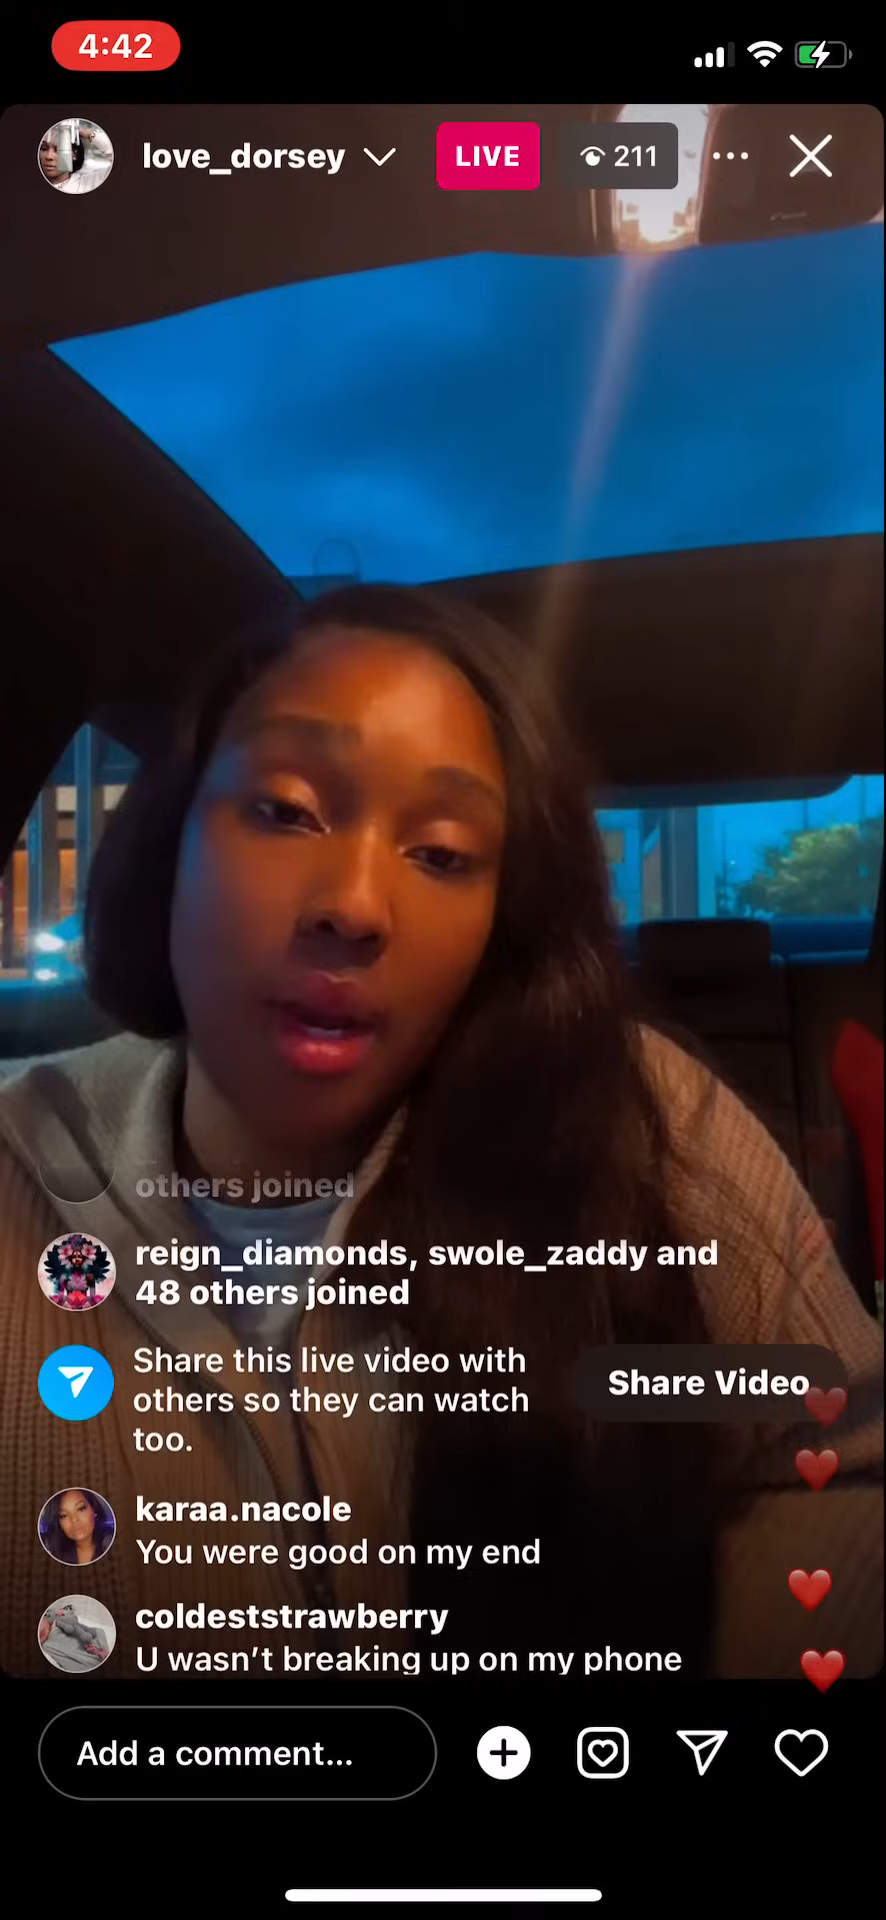 4:42
love_dorsey
LIVE
211
others joined
reign_diamonds, swole_zaddy and
48 others joined
Share this live video with
others so they can watch
too.
Share Video
karaa.nacole
You were good on my end
coldeststrawberry
U wasn’t breaking up on my phone
Add a comment...